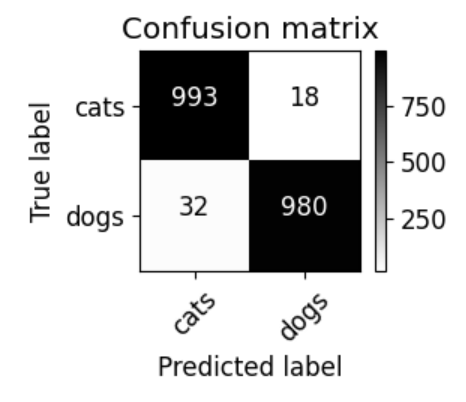 Confusion matrix
True label
cats 993 18 750
500
dogs 32 980 250
cats dogs
Predicted label